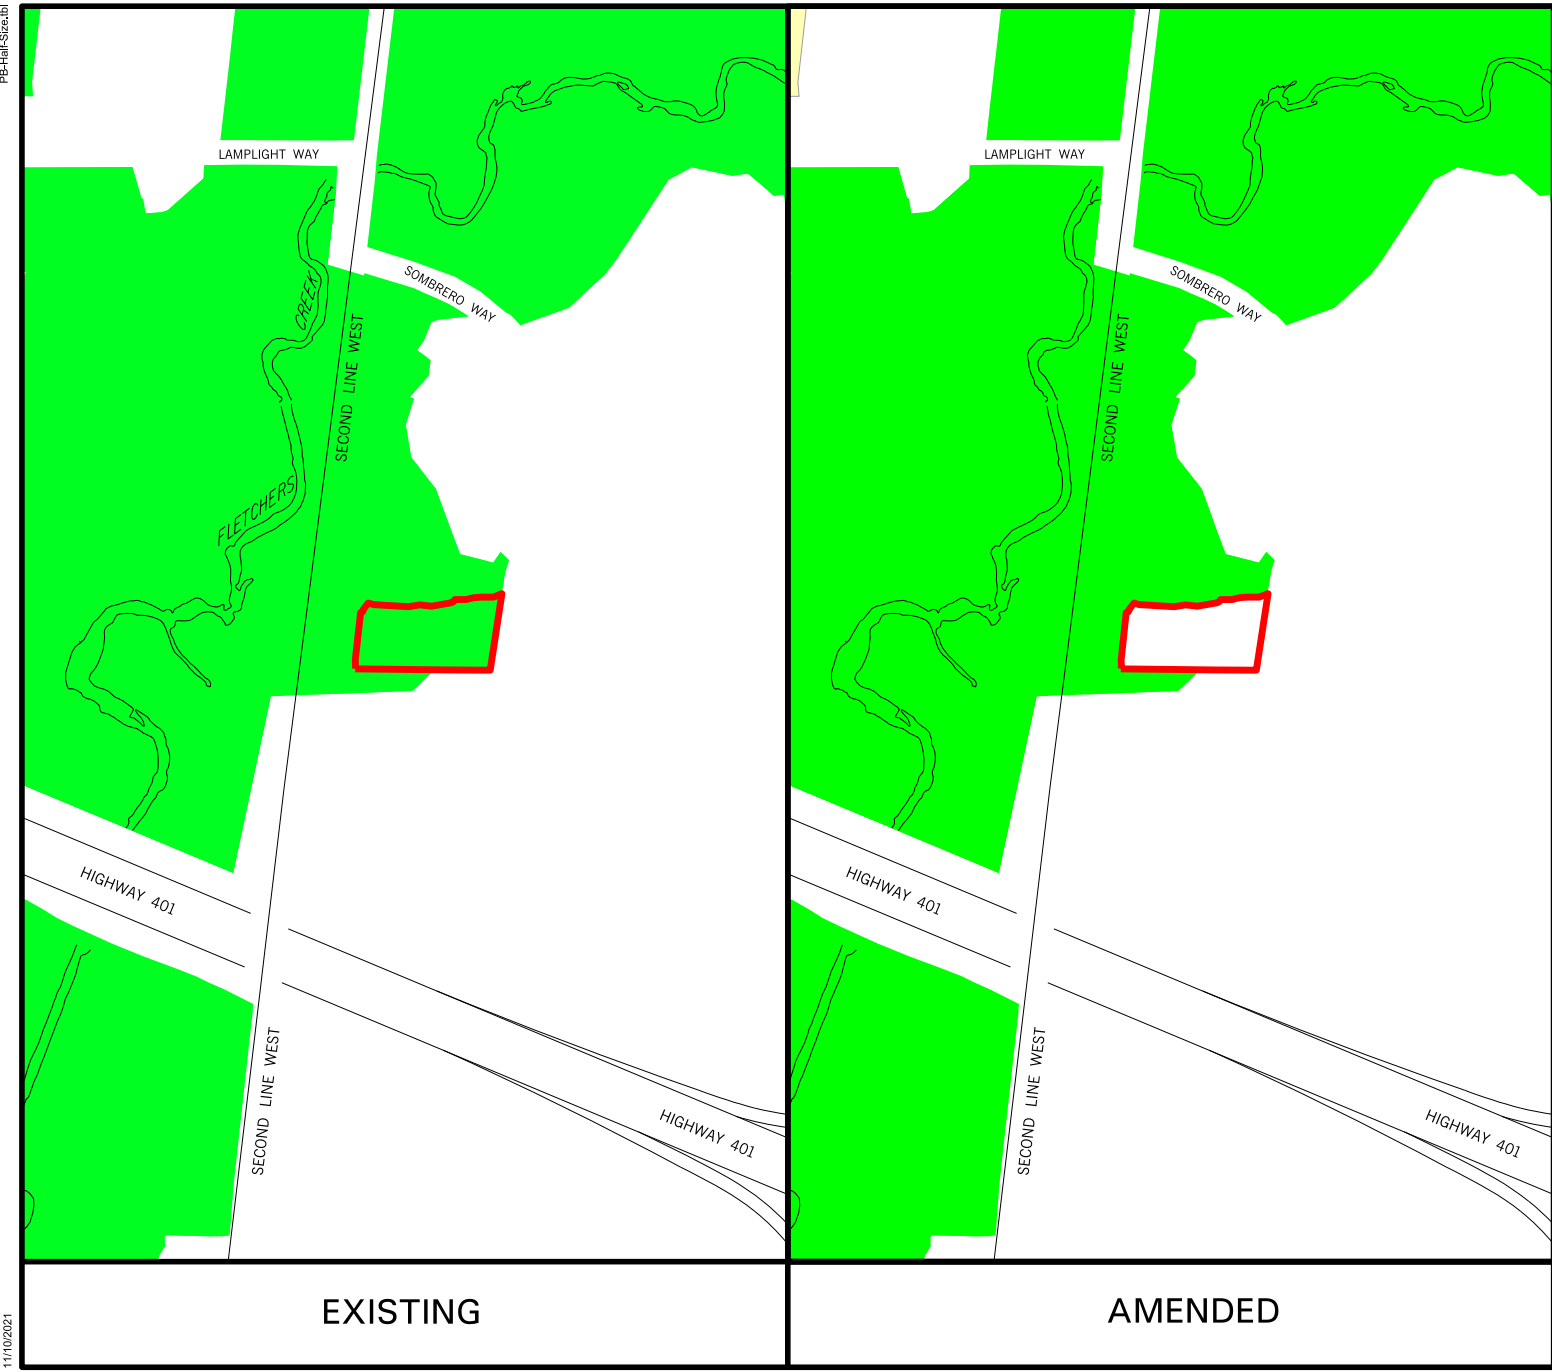 PB-Half-Size.tbl
LAMPLIGHT WAY
SOMBRERO WAY
CREEK
SECOND LINE WEST
FLETCHERS
HIGHWAY 401
SECOND LINE WEST
HIGHWAY 401
EXISTING
LAMPLIGHT WAY
SOMBRERO WAY
SECOND LINE WEST
HIGHWAY 401
SECOND LINE WEST
HIGHWAY 401
AMENDED
11/10/2021